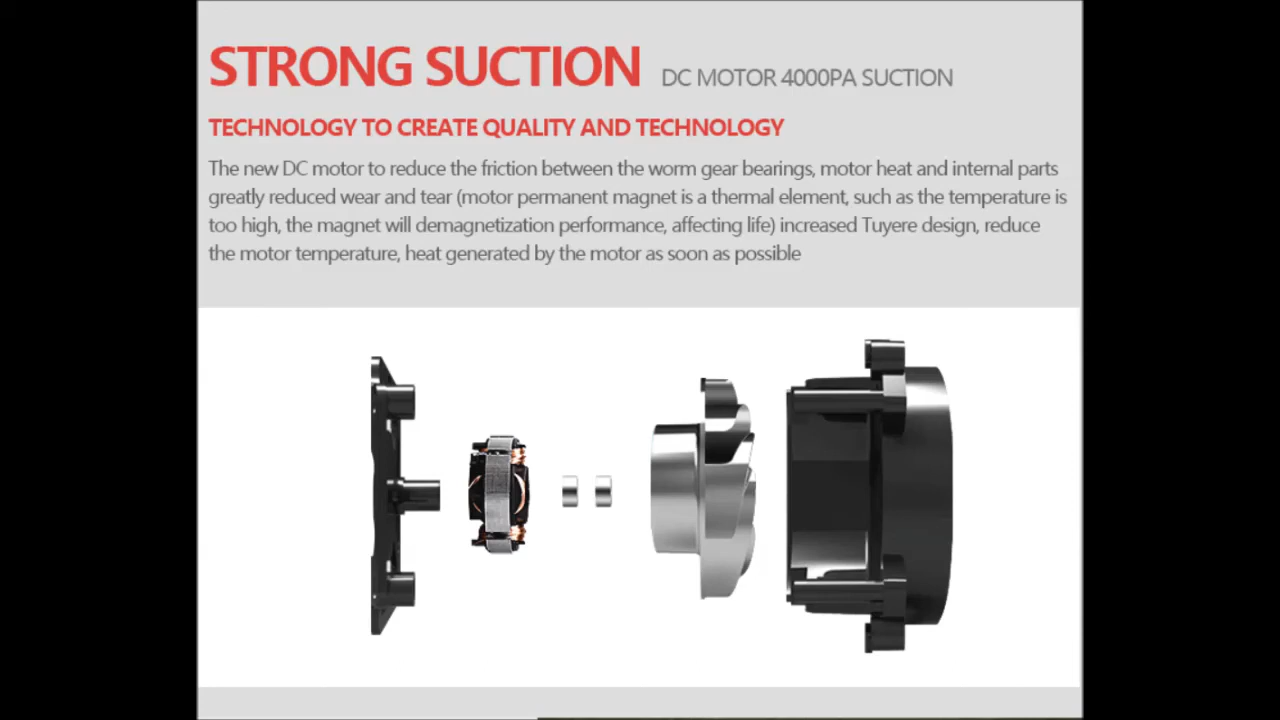 STRONG SUCTION DC MOTOR 4000PA SUCTION
TECHNOLOGY TO CREATE QUALITY AND TECHNOLOGY
The new DC motor to reduce the friction between the worm gear bearings, motor heat and internal parts
greatly reduced wear and tear (motor permanent magnet is a thermal element, such as the temperature is
too high, the magnet will demagnetization performance, affecting life) increased Tuyere design, reduce
the motor temperature, heat generated by the motor as soon as possible